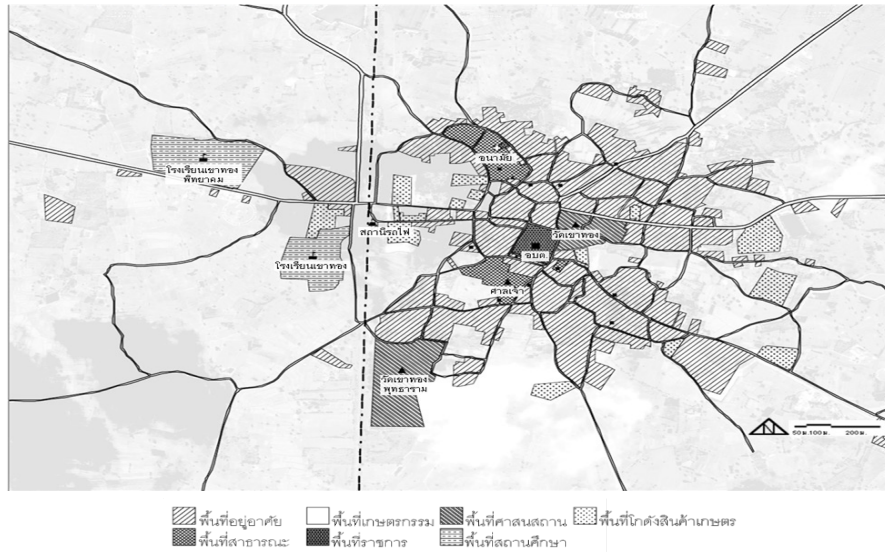 อนามัย
โรงเรียนเขาทอง
พิทยาคม
สถานีรถไฟ
วัดเขาทอง
อบต.
โรงเรียนเขาทอง
ศาลเจ้า
วัดเขาทอง
พุทธาราม
50 ม. 100 ม. 200 ม.
พื้นที่อยู่อาศัย พื้นที่เกษตรกรรม พื้นที่ศาสนสถาน พื้นที่โกดังสินค้าเกษตร
พื้นที่สาธารณะ พื้นที่ราชการ พื้นที่สถานศึกษา